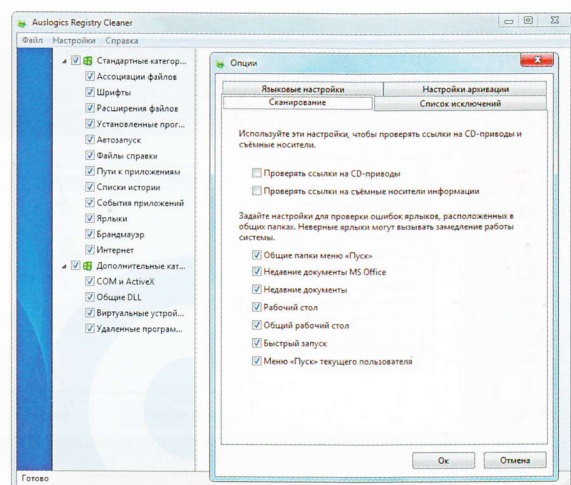 Auslogics Registry Cleaner
Файл Настройки Справка
Стандартные категор...
Ассоциации файлов
Шрифты
Расширения файлов
Установленные прог...
Автозапуск
Файлы справки
Пути к приложениям
Списки истории
События приложений
Ярлыки
Брандмауэр
Интернет
Дополнительные кат...
COM и ActiveX
Общие DLL
Виртуальные устрой...
Удаленные програм...
Готово
Опции
Языковые настройки Настройки архивации
Сканирование Список исключений
Используйте эти настройки, чтобы проверять ссылки на CD-приводы и
съёмные носители.
Проверять ссылки на CD-приводы
Проверять ссылки на съёмные носители информации
Задайте настройки для проверки ошибок ярлыков, расположенных в
общих папках. Неверные ярлыки могут вызывать замедление работы
системы.
Общие папки меню «Пуск»
Недавние документы MS Office
Недавние документы
Рабочий стол
Общий рабочий стол
Быстрый запуск
Меню «Пуск» текущего пользователя
Ок Отмена